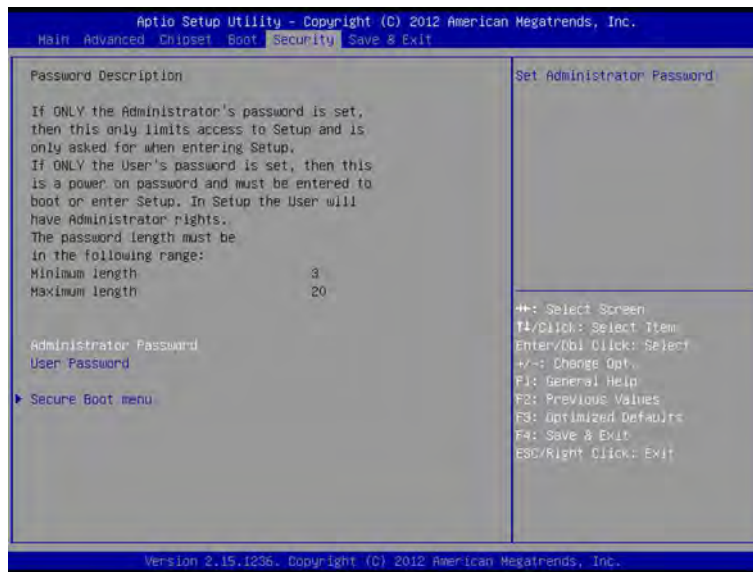 Aptio Setup Utility - Copyright (C) 2012 American Megatrends, Inc.
Main Advanced Chipset Boot Security Save & Exit
Password Description
If ONLY the Administrator's password is set,
then this only limits access to Setup and is
only asked for when entering Setup.
If ONLY the User's password is set, then this
is a power on password and must be entered to
boot or enter Setup. In Setup the User will
have Administrator rights.
The password length must be
in the following range:
Minimum length 3
Maximum length 20
Administrator Password
User Password
Secure Boot menu
Set Administrator Password
++: Select Screen
↑↓/Click: Select Item
Enter/Dbl Click: Select
+/-: Change Opt.
F1: General Help
F2: Previous Values
F3: Optimized Defaults
F4: Save & Exit
ESC/Right Click: Exit
Version 2.15.1236. Copyright (C) 2012 American Megatrends, Inc.